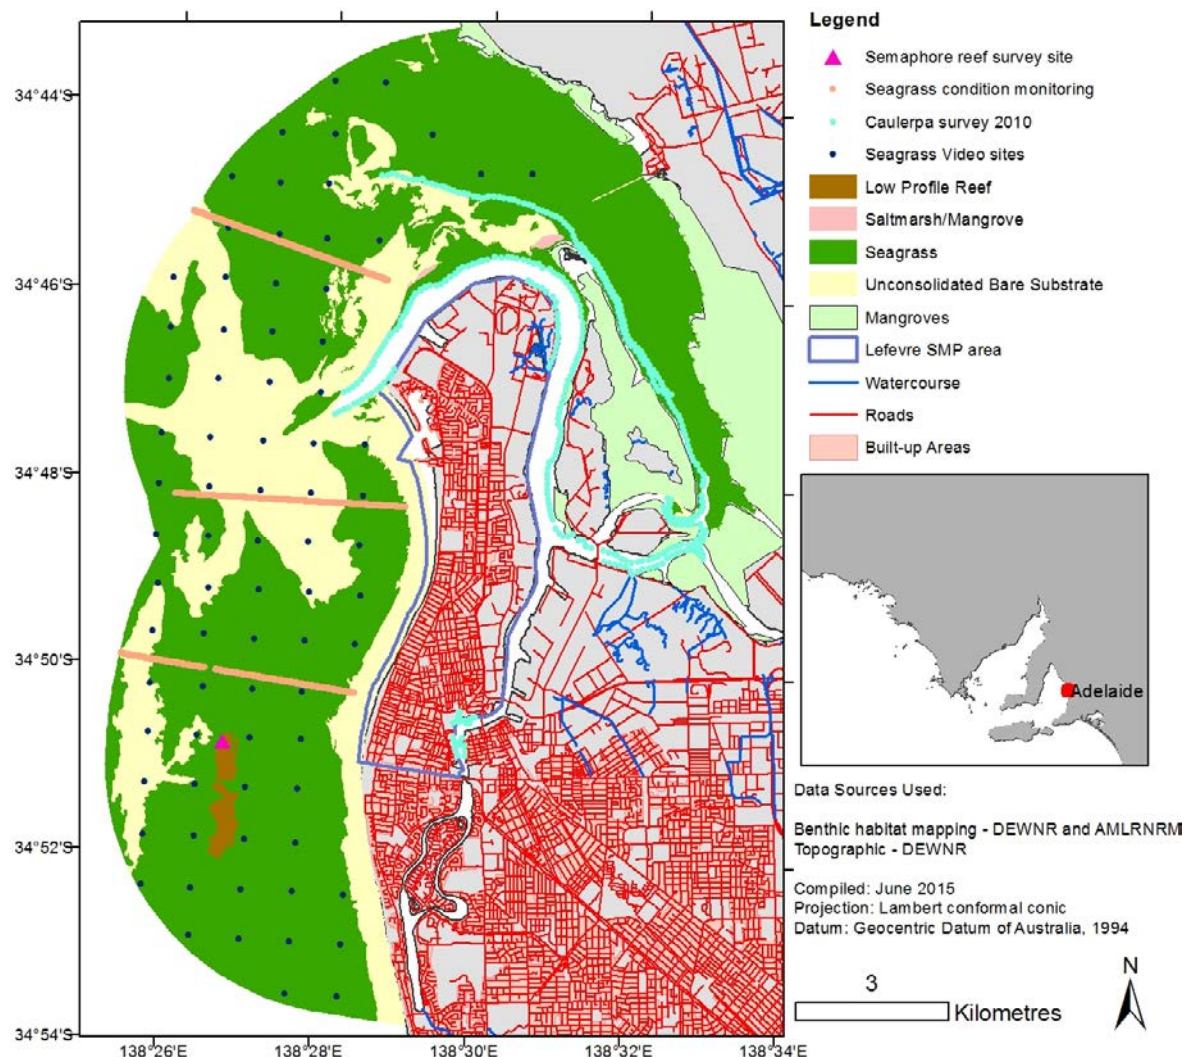 34°44'S
34°46'S
34°48'S
34°50'S
34°52'S
34°54'S
138°26'E
138°28'E
138°30'E
138°32'E
138°34'E
Legend
Semaphore reef survey site
Seagrass condition monitoring
Caulerpa survey 2010
Seagrass Video sites
Low Profile Reef
Saltmarsh/Mangrove
Seagrass
Unconsolidated Bare Substrate
Mangroves
Lefevre SMP area
Watercourse
Roads
Built-up Areas
Adelaide
Data Sources Used:
Benthic habitat mapping - DEWNR and AMLRNRM
Topographic - DEWNR
Compiled: June 2015
Projection: Lambert conformal conic
Datum: Geocentric Datum of Australia, 1994
N
3
Kilometres